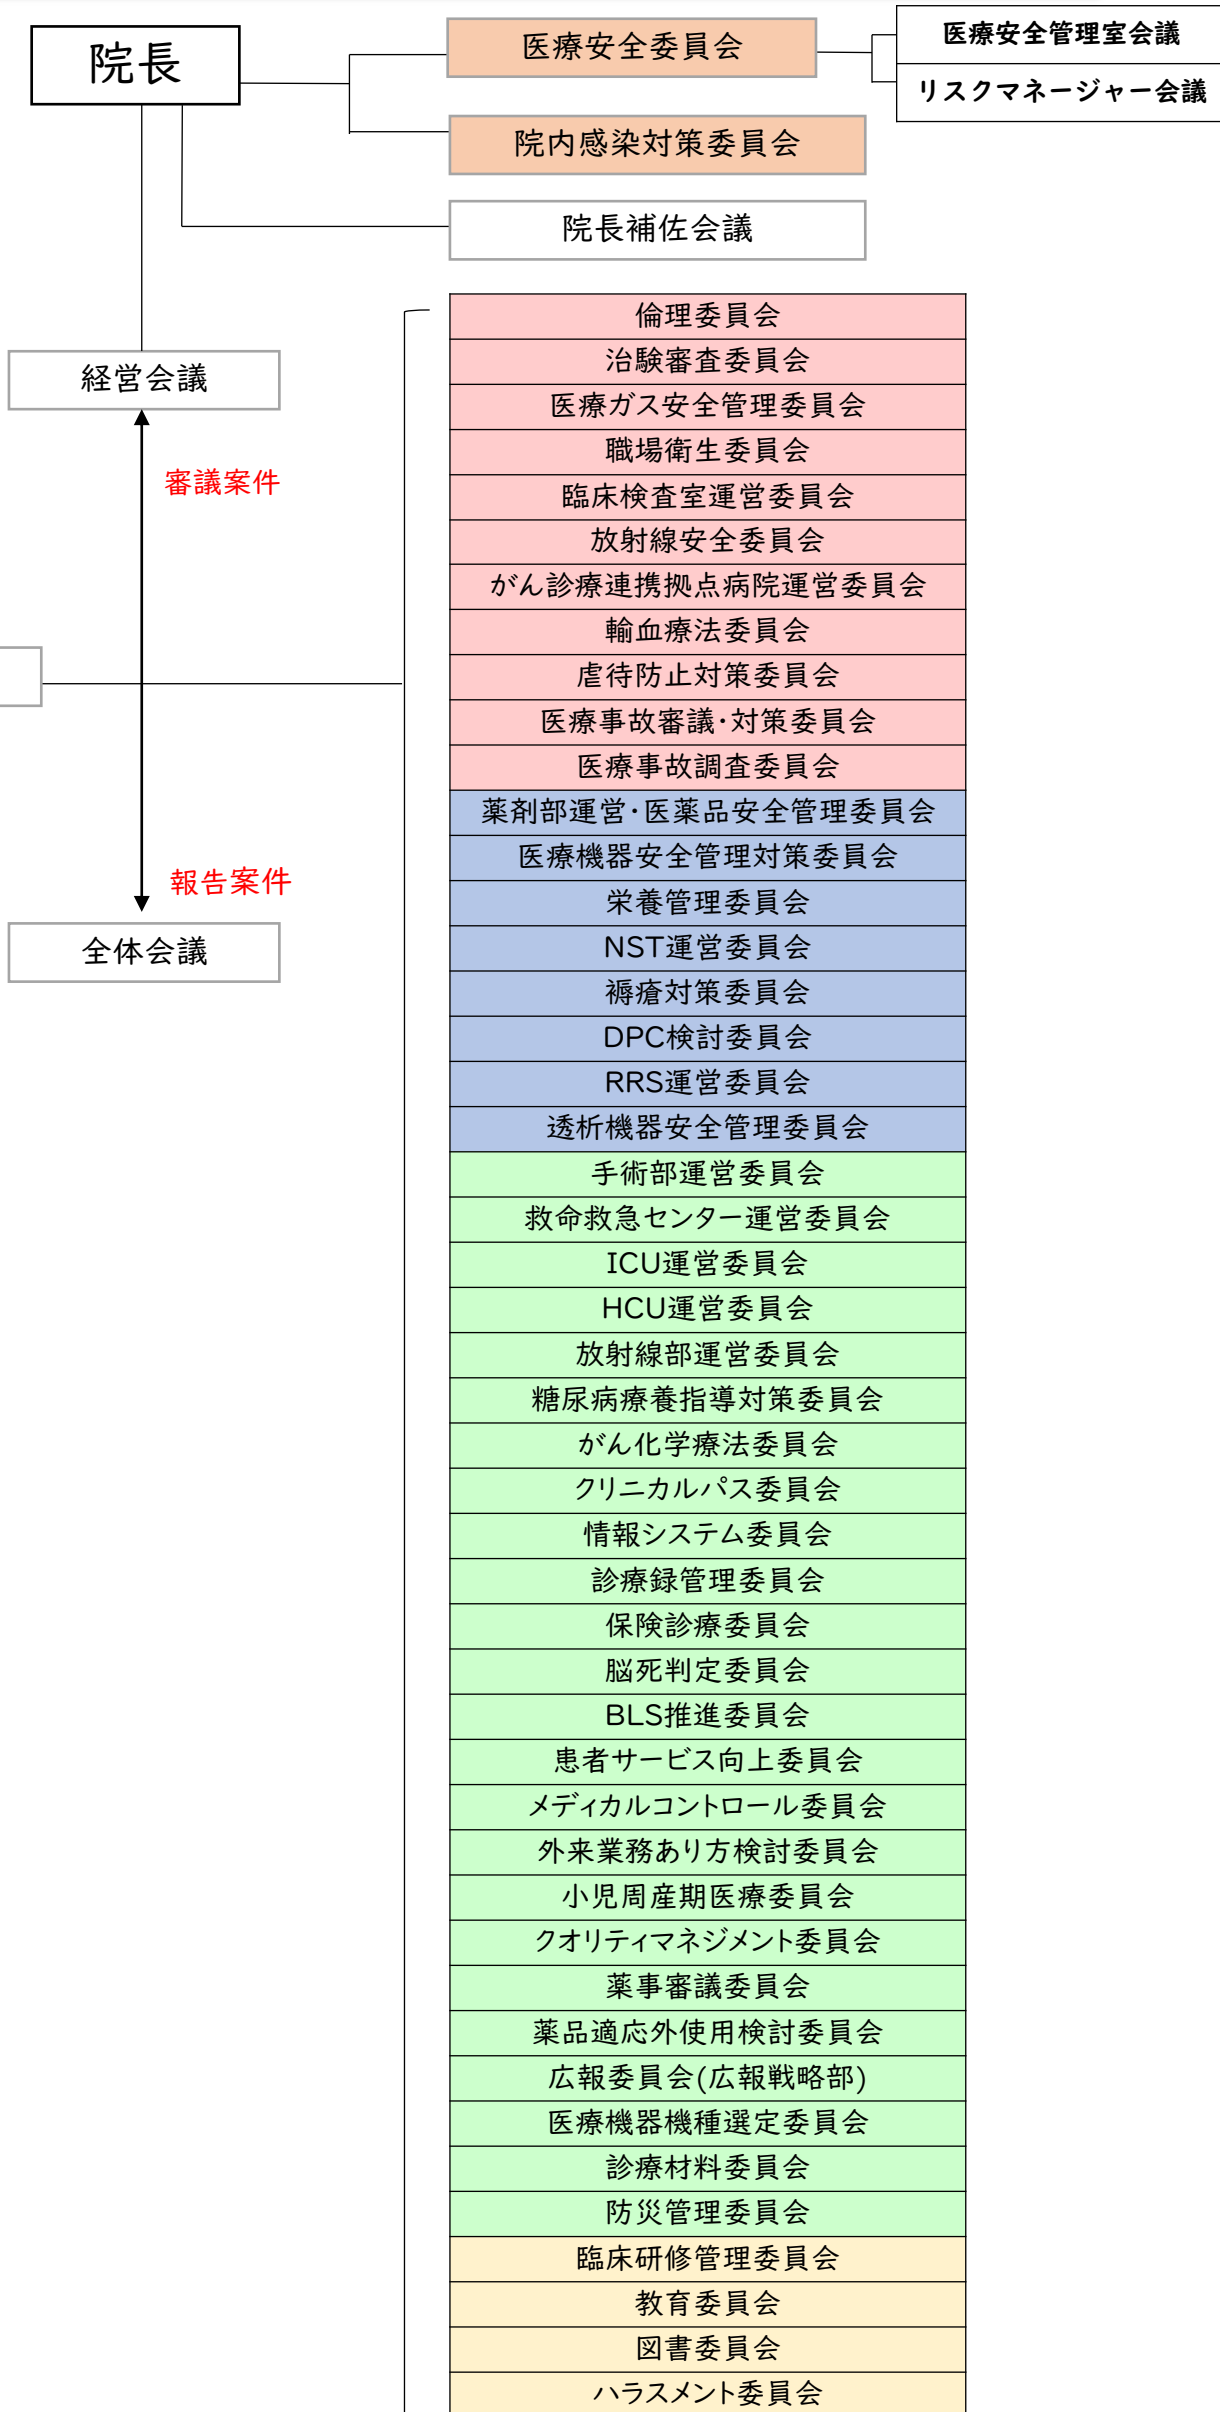 院長
医療安全委員会
医療安全管理室会議
リスクマネージャー会議
院内感染対策委員会
院長補佐会議
経営会議
審議案件
報告案件
全体会議
倫理委員会
治験審査委員会
医療ガス安全管理委員会
職場衛生委員会
臨床検査室運営委員会
放射線安全委員会
がん診療連携拠点病院運営委員会
輸血療法委員会
虐待防止対策委員会
医療事故審議・対策委員会
医療事故調査委員会
薬剤部運営・医薬品安全管理委員会
医療機器安全管理対策委員会
栄養管理委員会
NST運営委員会
褥瘡対策委員会
DPC検討委員会
RRS運営委員会
透析機器安全管理委員会
手術部運営委員会
救命救急センター運営委員会
ICU運営委員会
HCU運営委員会
放射線部運営委員会
糖尿病療養指導対策委員会
がん化学療法委員会
クリニカルパス委員会
情報システム委員会
診療録管理委員会
保険診療委員会
脳死判定委員会
BLS推進委員会
患者サービス向上委員会
メディカルコントロール委員会
外来業務あり方検討委員会
小児周産期医療委員会
クオリティマネジメント委員会
薬事審議委員会
薬品適応外使用検討委員会
広報委員会(広報戦略部)
医療機器機種選定委員会
診療材料委員会
防災管理委員会
臨床研修管理委員会
教育委員会
図書委員会
ハラスメント委員会